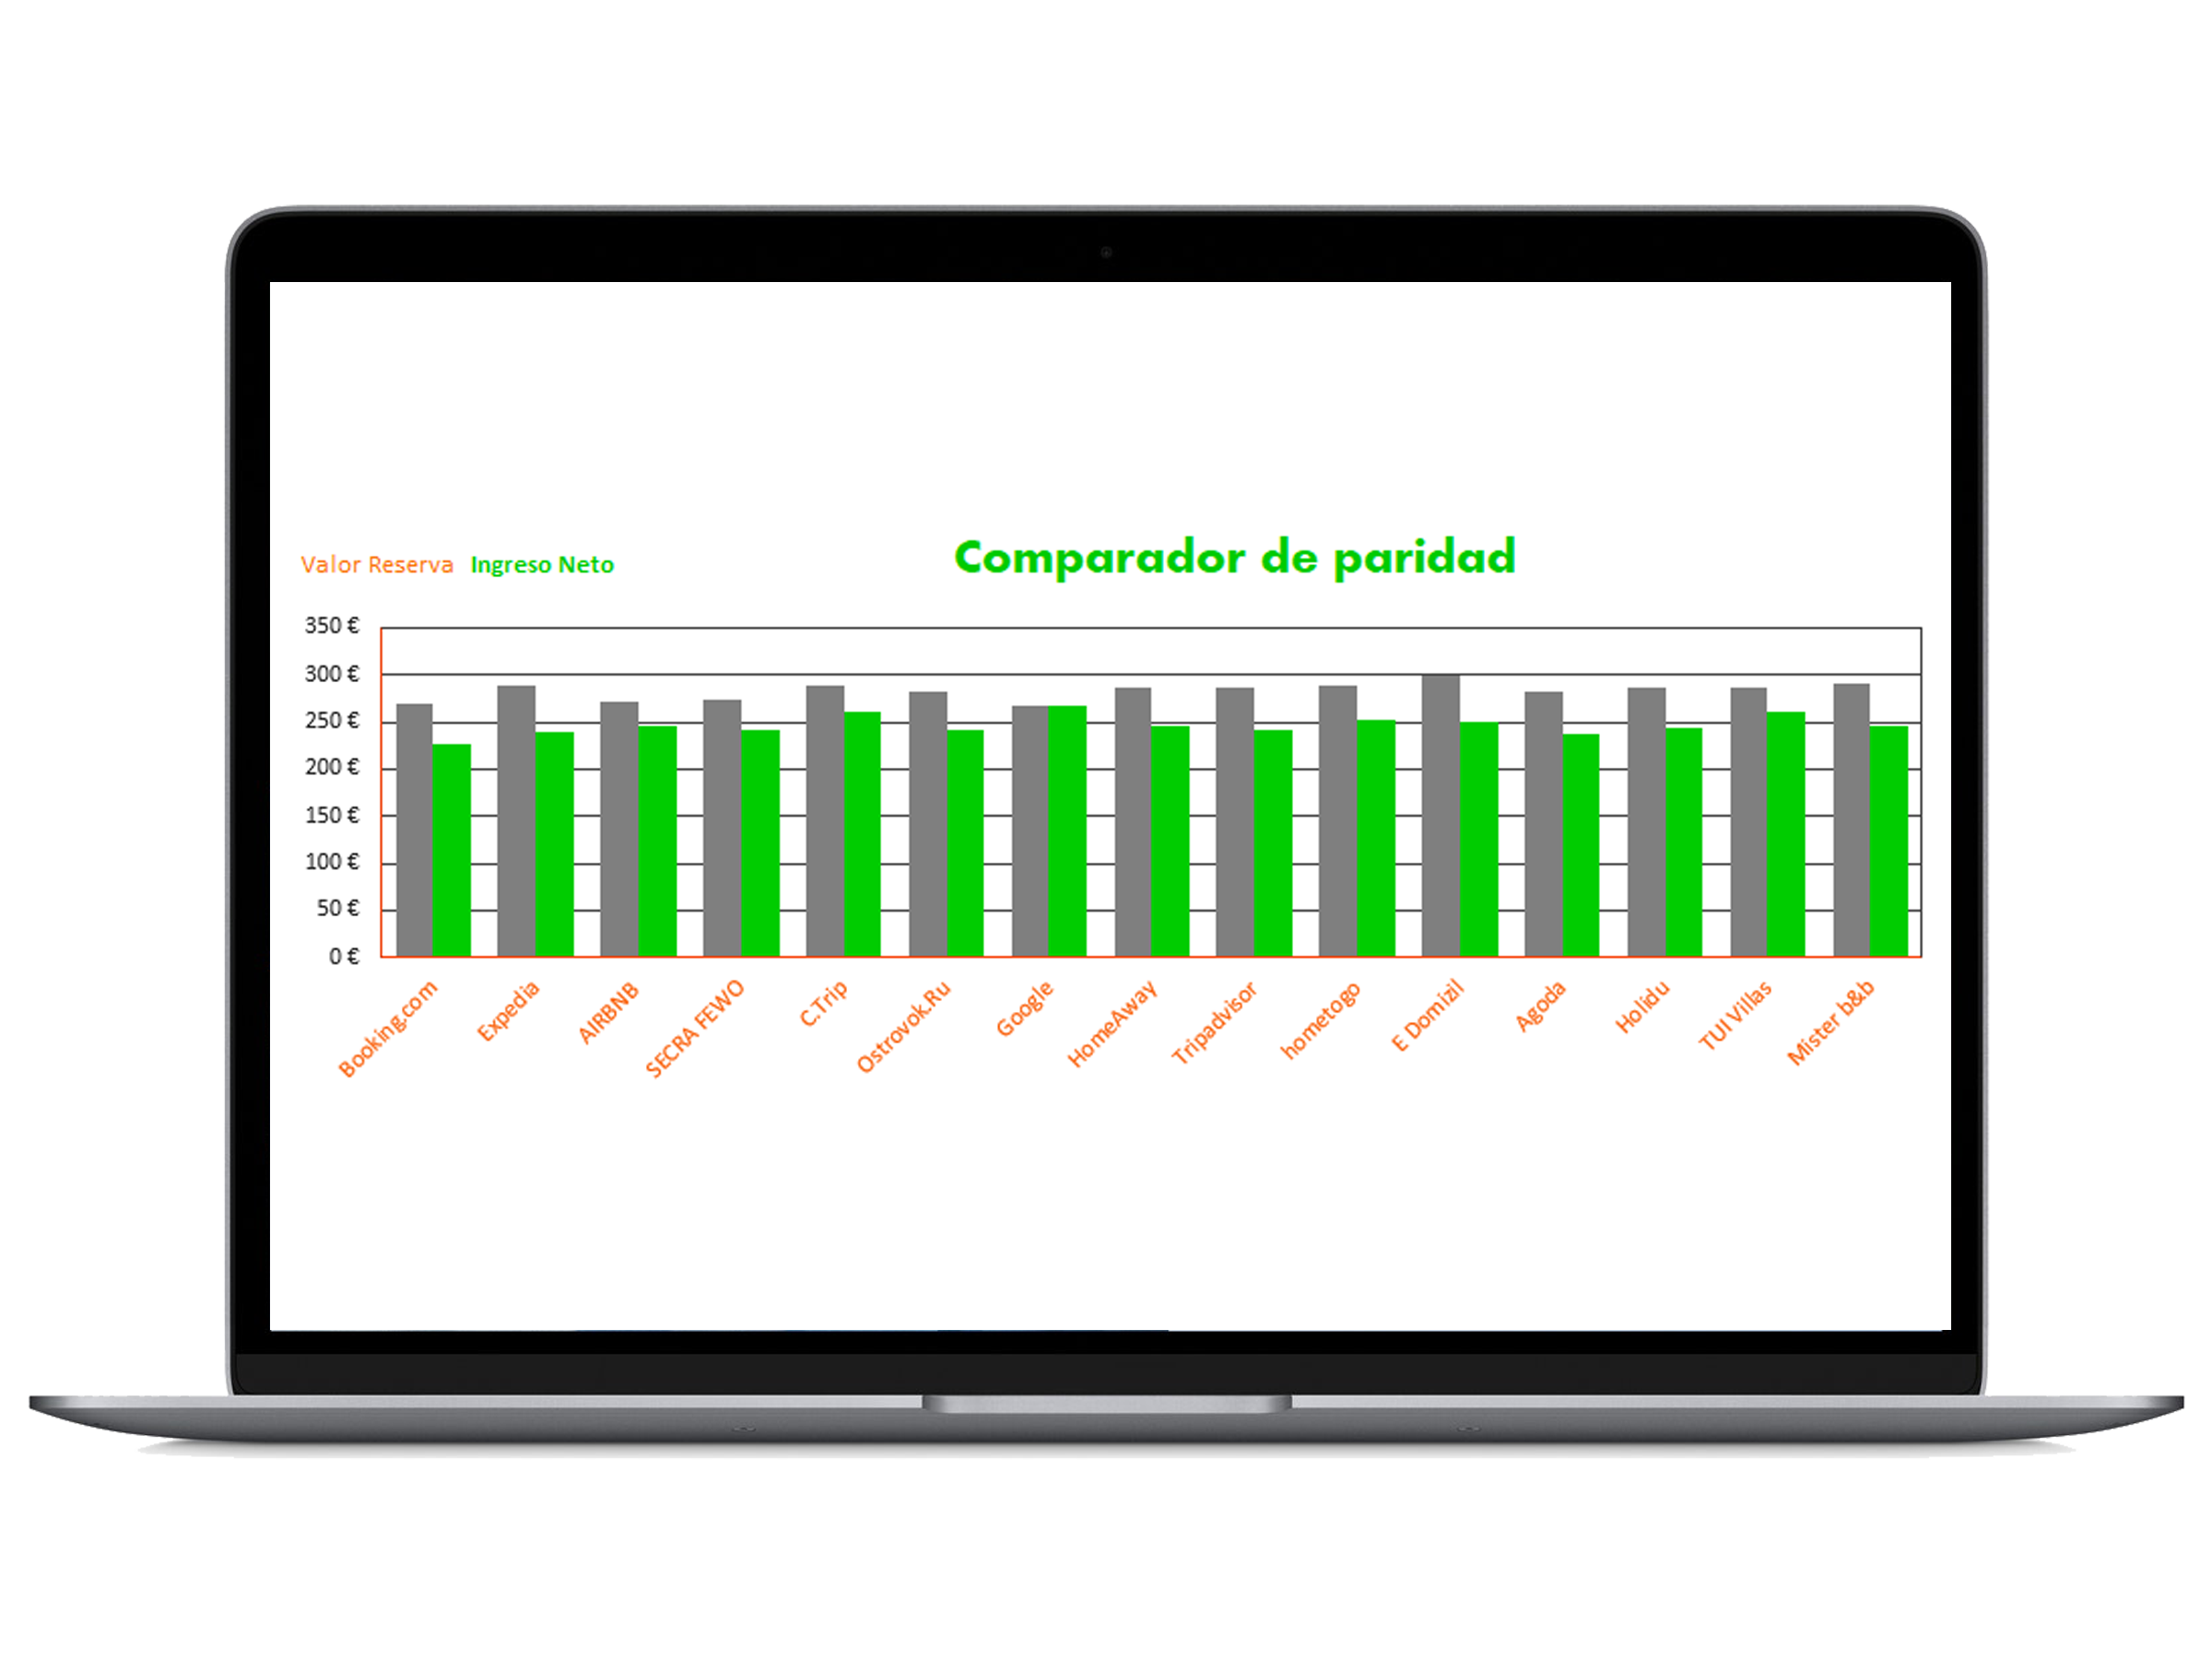 Comparador de paridad
Valor Reserva Ingreso Neto
350 €
300 €
250 €
200 €
150 €
100 €
50 €
0 €
Booking.com
Expedia
AIRBNB
SECRA FEWO
C.Trip
Ostrovok.Ru
Google
HomeAway
Tripadvisor
hometogo
E Domizil
Agoda
Holidu
TUI Villas
Mister b&b